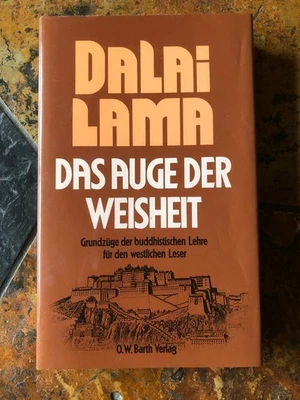 DALAI
LAMA
DAS AUGE DER
WEISHEIT
Grundzüge der buddhistischen Lehre
für den westlichen Leser
O.W. Barth Verlag